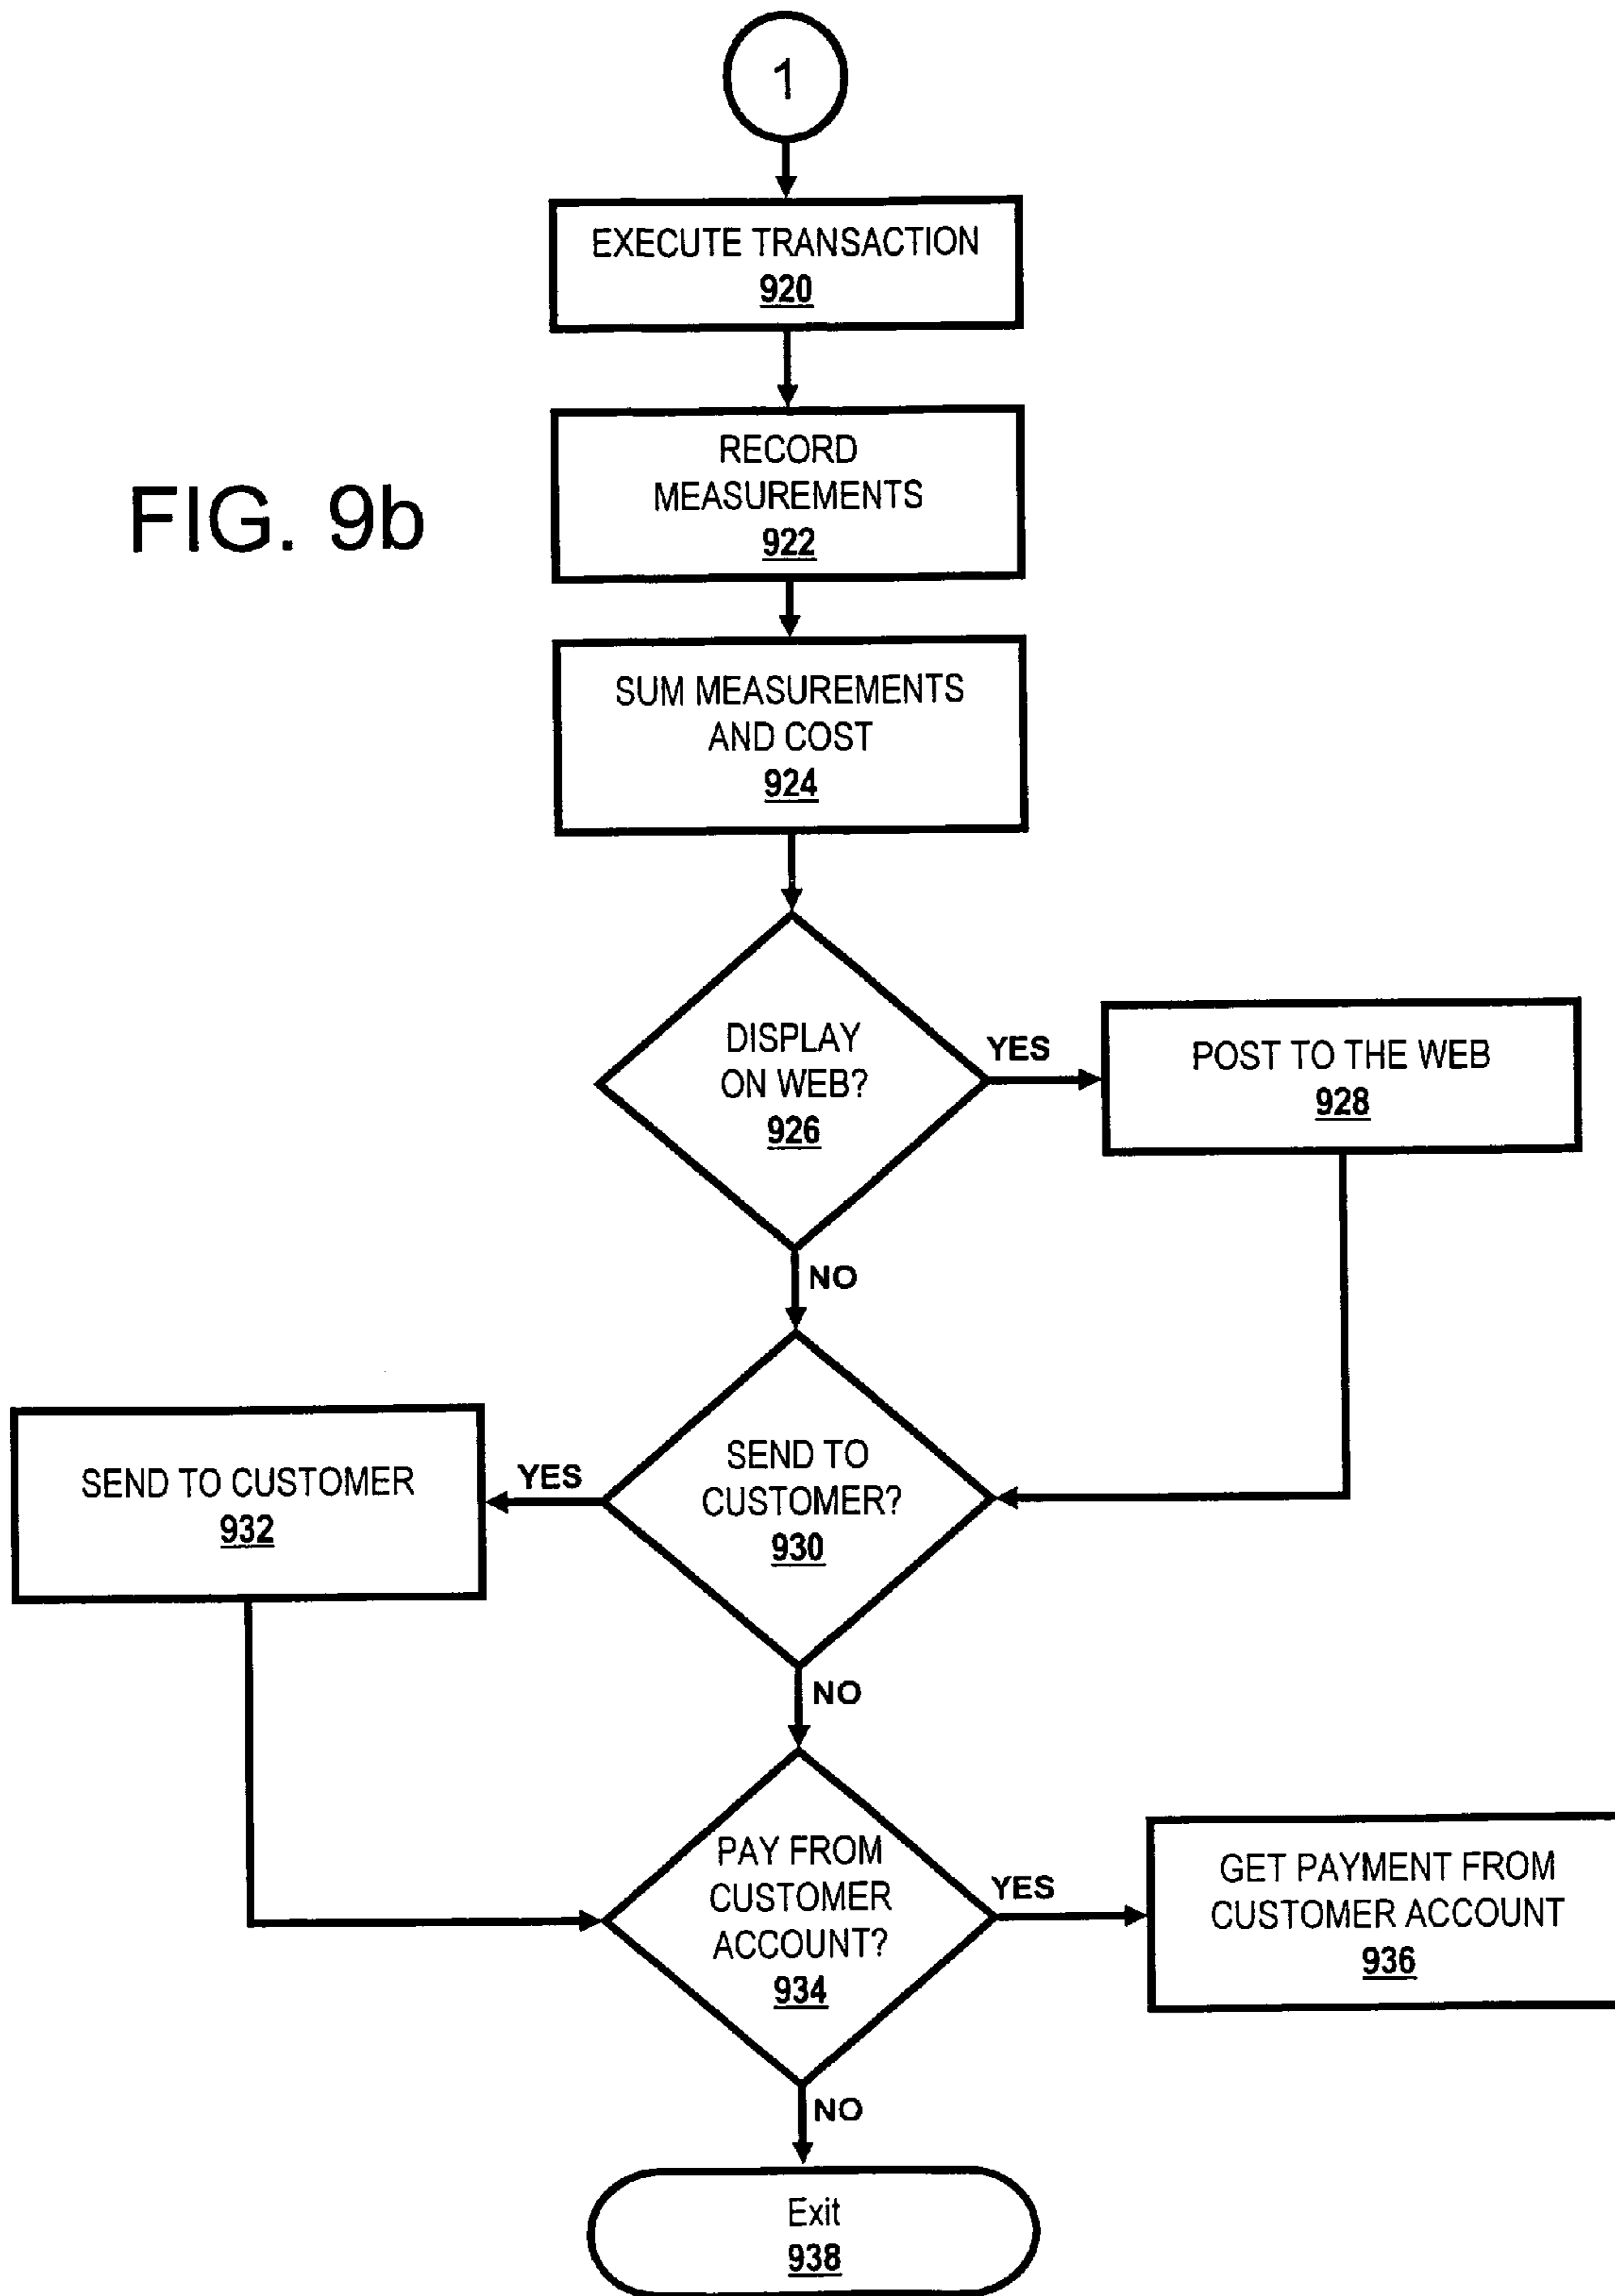 1
EXECUTE TRANSACTION
920
FIG. 9b
RECORD
MEASUREMENTS
922
SUM MEASUREMENTS
AND COST
924
DISPLAY
ON WEB?
926
YES
POST TO THE WEB
928
NO
SEND TO
CUSTOMER?
930
YES
SEND TO CUSTOMER
932
NO
PAY FROM
CUSTOMER
ACCOUNT?
934
YES
GET PAYMENT FROM
CUSTOMER ACCOUNT
936
NO
Exit
938